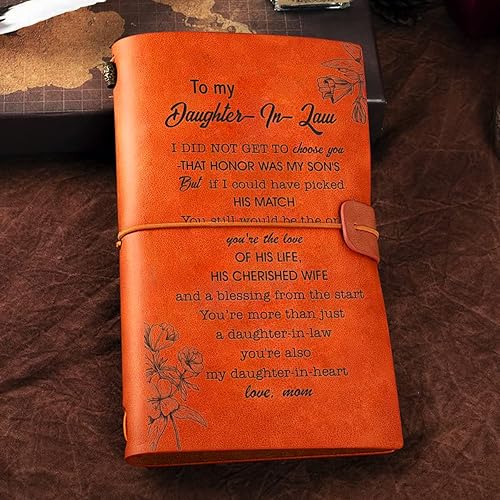 To my
Daughter-In-Law
I DID NOT GET TO choose you
-THAT HONOR WAS MY SON'S
But if I could have picked
HIS MATCH
You still would be the
you're the love
OF HIS LIFE,
HIS CHERISHED WIFE
and a blessing from the start
You're more than just
a daughter-in-law
you're also
my daughter-in-heart
love, mom